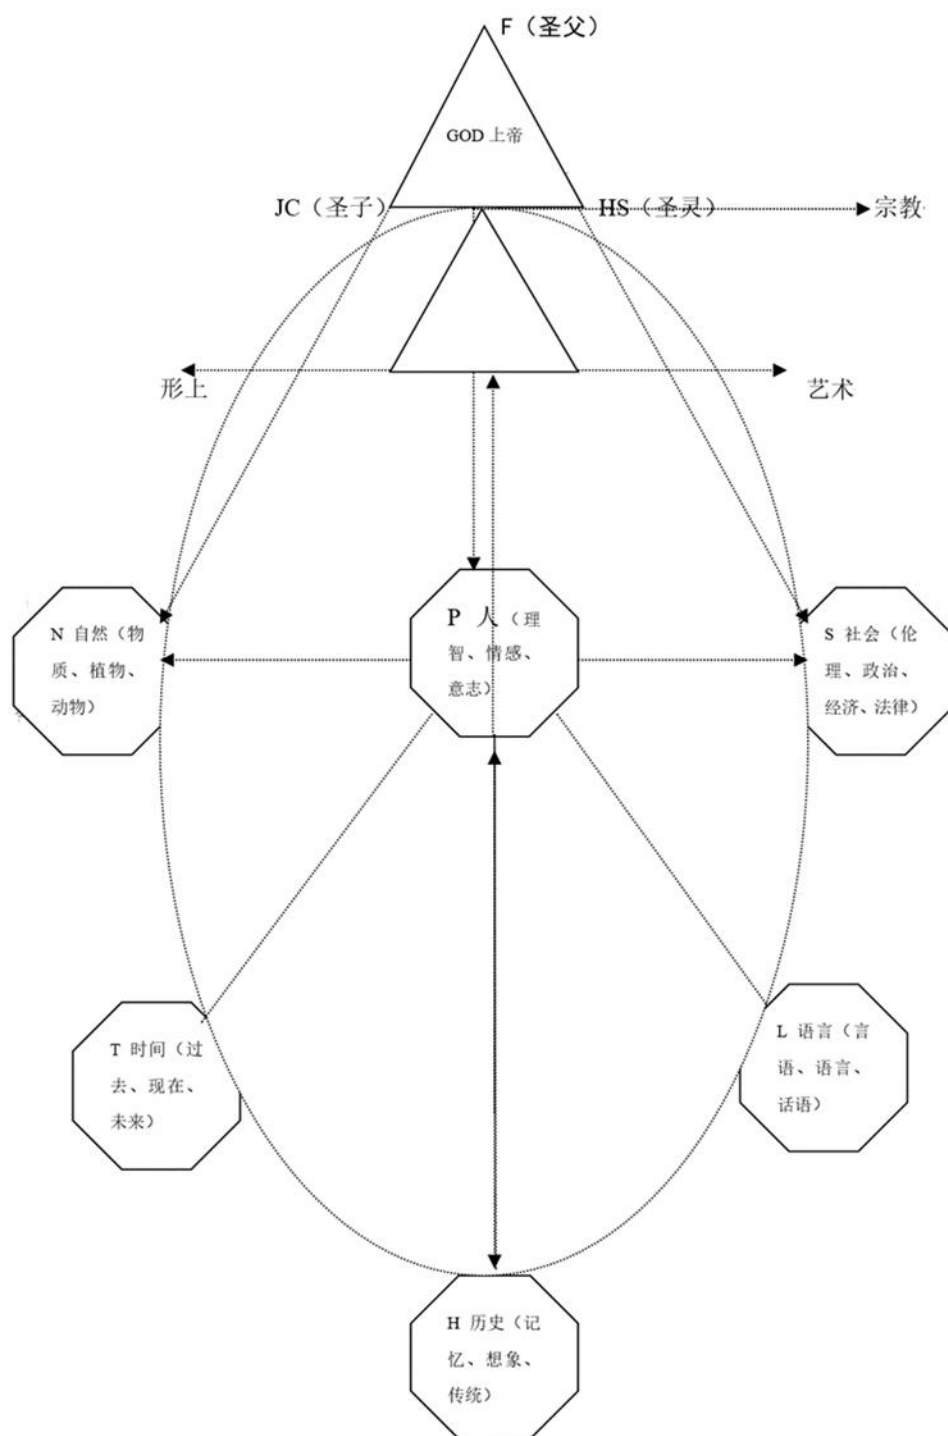 F（圣父）
GOD 上帝
JC（圣子）
HS（圣灵）
宗教
形上
艺术
N 自然（物
质、植物、
动物）
P 人（理
智、情感、
意志）
S 社会（伦
理、政治、
经济、法律）
T 时间（过
去、现在、
未来）
L 语言（言
语、语言、
话语）
H 历史（记
忆、想象、
传统）